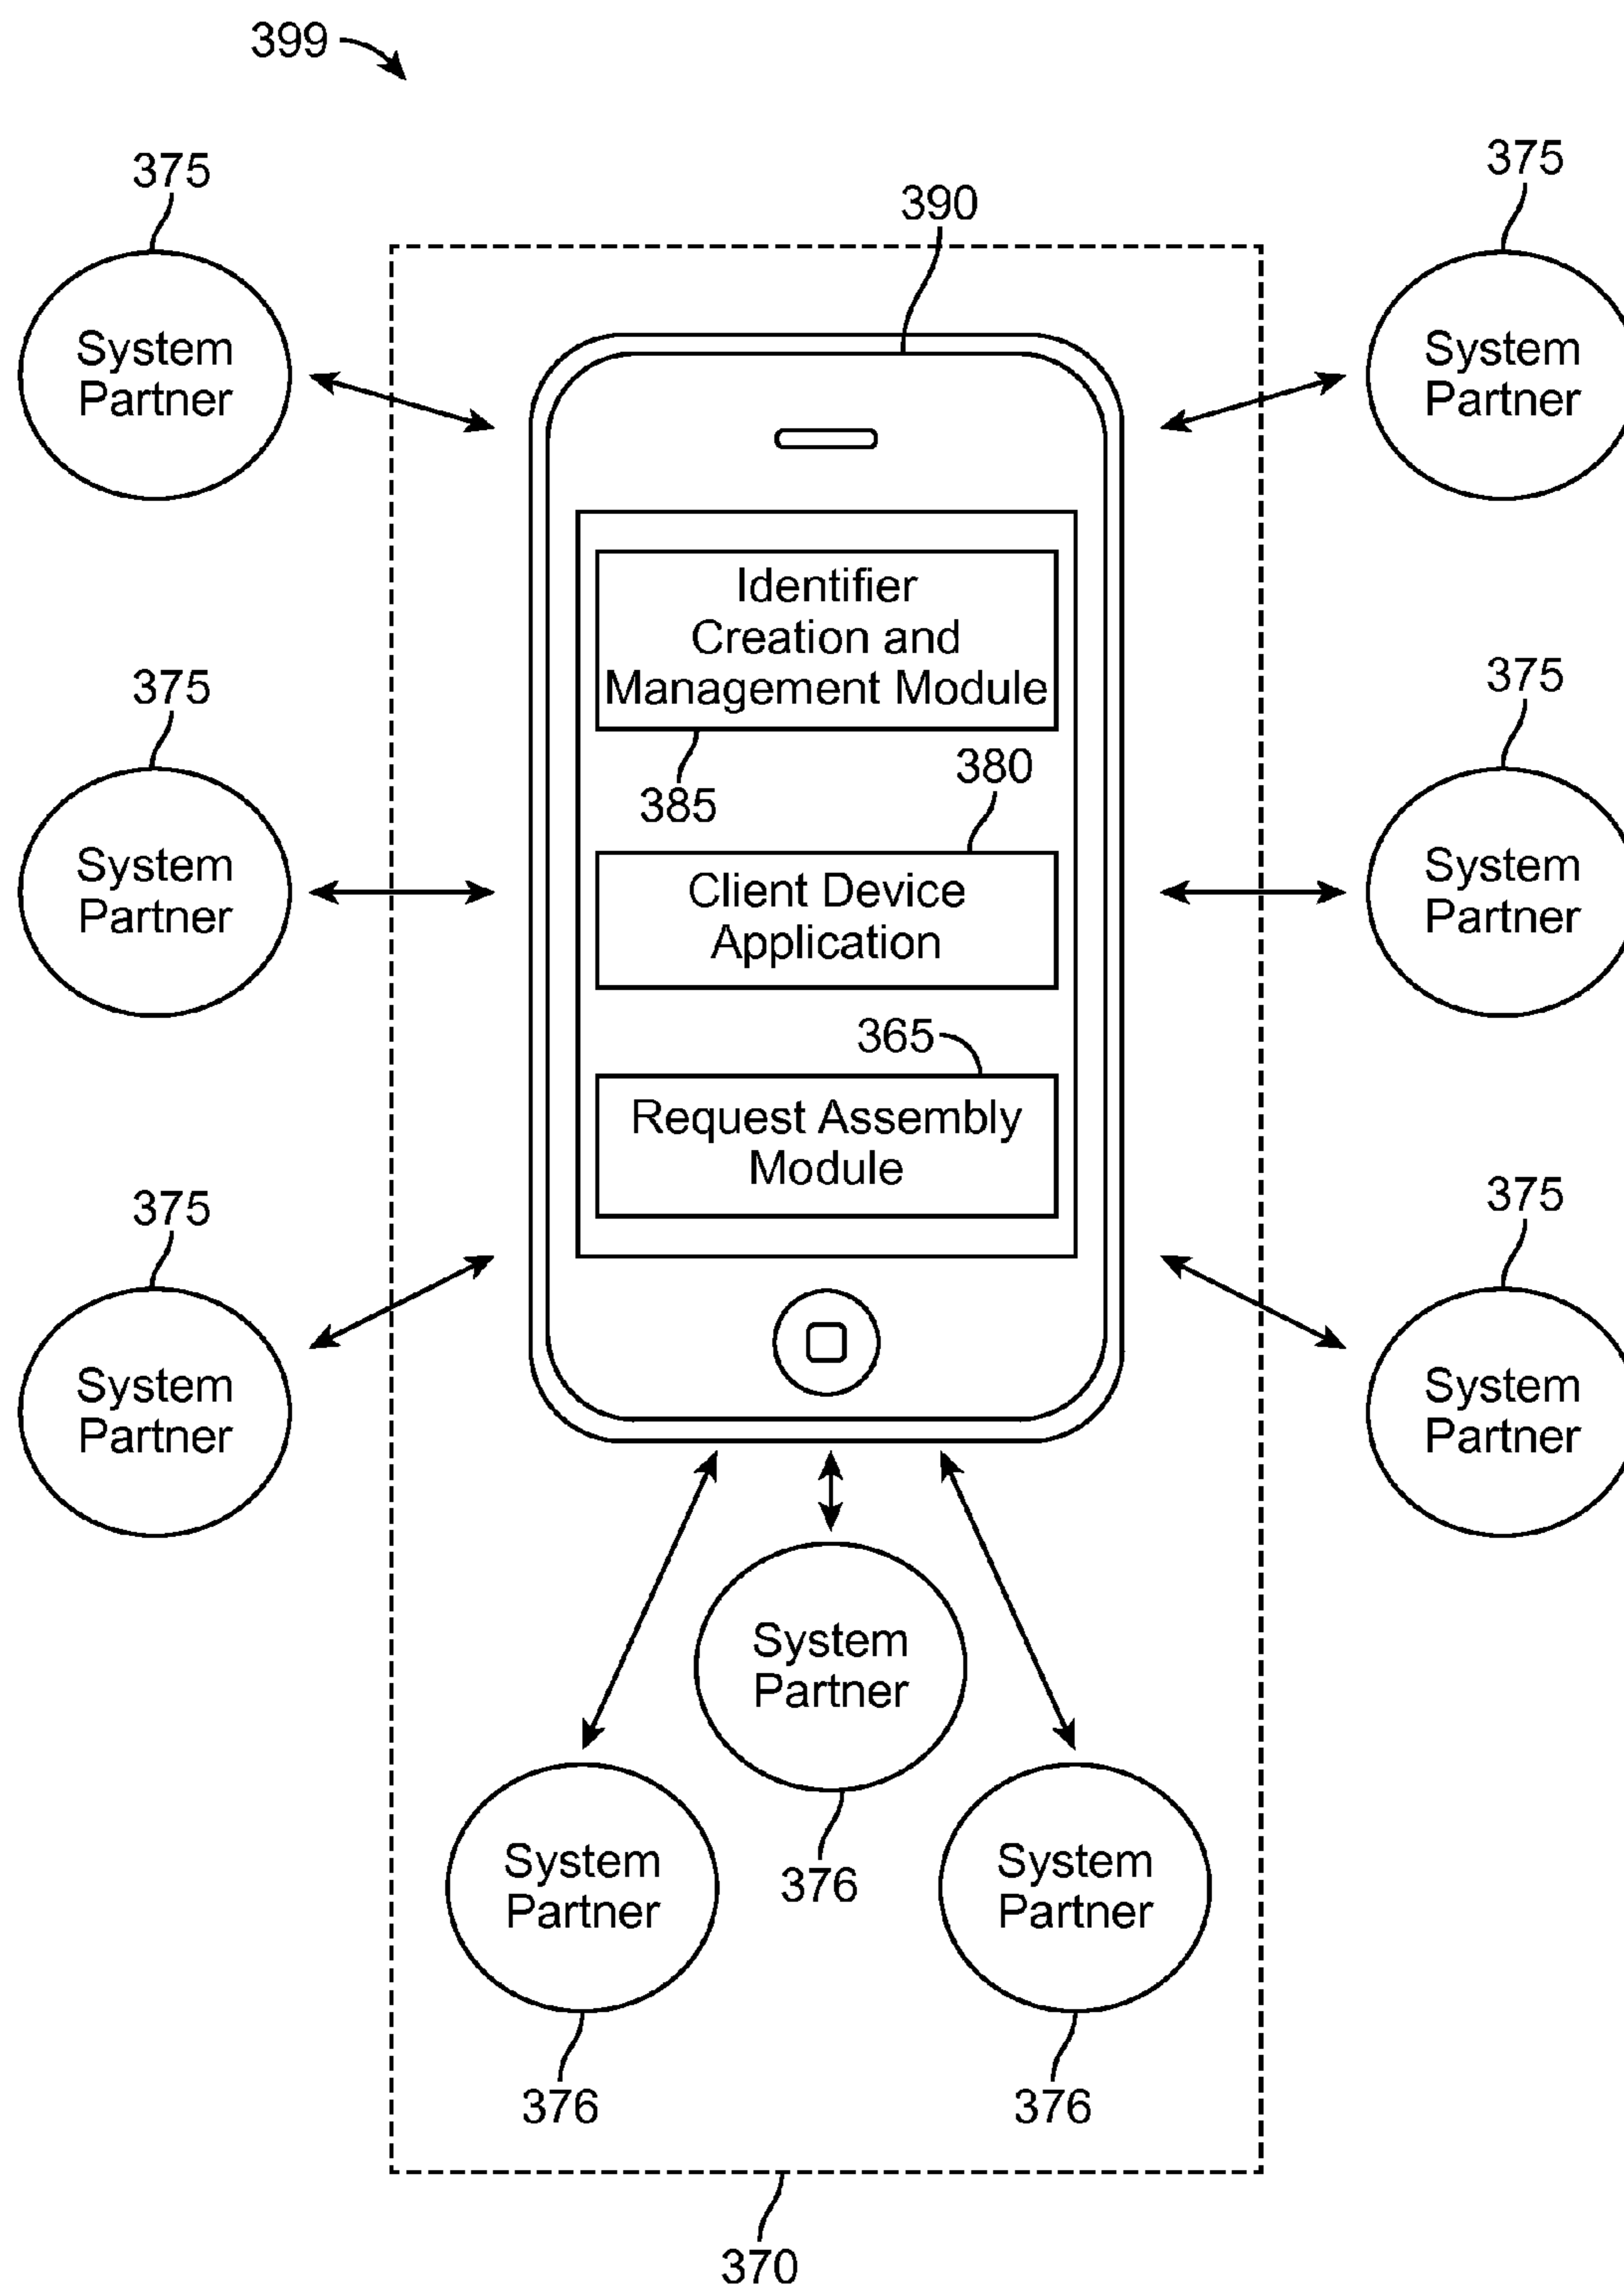 399
375
375
390
System
Partner
System
Partner
Identifier
Creation and
Management Module
385
380
375
375
System
Partner
System
Partner
Client Device
Application
365
Request Assembly
Module
375
375
System
Partner
System
Partner
System
Partner
376
System
Partner
System
Partner
376
376
370